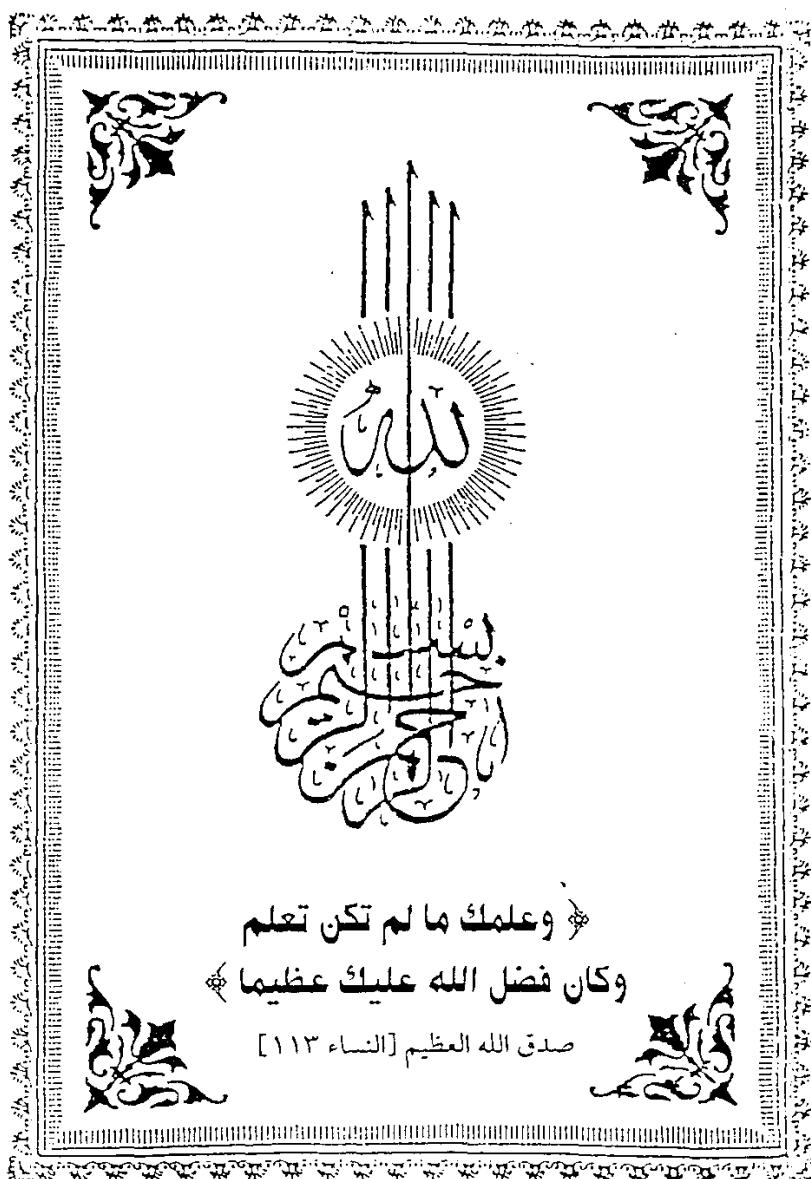 بسم الله الرحمن الرحيم
﴿ وعلمك ما لم تكن تعلم
وكان فضل الله عليك عظيما ﴾
صدق الله العظيم [النساء ١١٣]